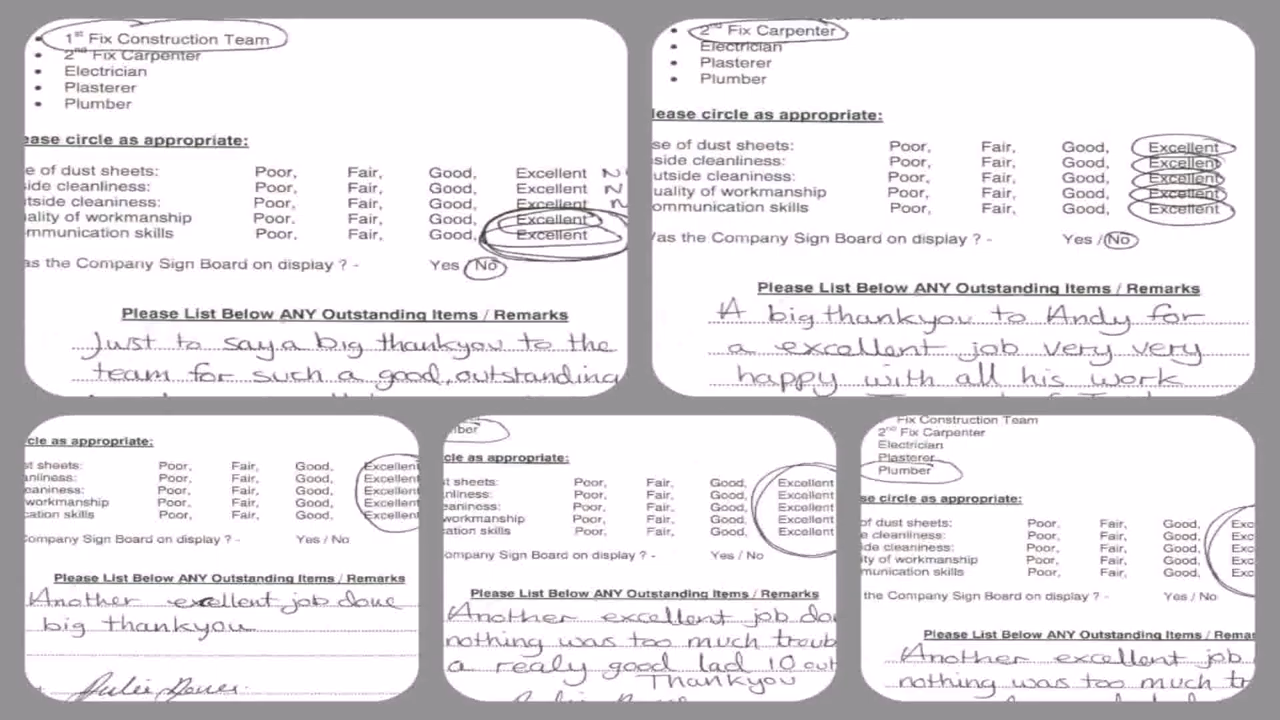 1st Fix Construction Team
2nd Fix Carpenter
Electrician
Plasterer
Plumber
ease circle as appropriate:
e of dust sheets: Poor, Fair, Good, Excellent N
ide cleanliness: Poor, Fair, Good, Excellent N
tside cleanliness: Poor, Fair, Good, Excellent
ality of workmanship Poor. Fair, Good, Excellent
mmunication skills Poor, Fair, Good, Excellent
as the Company Sign Board on display ? - Yes / No
Please List Below ANY Outstanding Items / Remarks
Just to say a big thankyou to the
team for such a good, outstanding
2nd Fix Carpenter
Electrician
Plasterer
Plumber
lease circle as appropriate:
se of dust sheets: Poor, Fair, Good, Excellent
side cleanliness: Poor, Fair, Good, Excellent
utside cleanliness: Poor, Fair, Good, Excellent
uality of workmanship Poor, Fair, Good, Excellent
ommunication skills Poor, Fair, Good, Excellent
Was the Company Sign Board on display ? - Yes / No
Please List Below ANY Outstanding Items / Remarks
A big thankyou to Andy for
a excellent job very very
happy with all his work
cle as appropriate:
st sheets: Poor, Fair, Good, Excellent
anliness: Poor, Fair, Good, Excellent
eanliness: Poor, Fair, Good, Excellent
workmanship Poor, Fair, Good, Excellent
cation skills Poor, Fair, Good, Excellent
Company Sign Board on display ? - Yes / No
Please List Below ANY Outstanding Items / Remarks
Another excellent job done
big thankyou
Julie
mber
cle as appropriate:
t sheets: Poor, Fair, Good, Excellent
nliness: Poor, Fair, Good, Excellent
eanliness: Poor, Fair, Good, Excellent
workmanship Poor, Fair, Good, Excellent
ation skills Poor, Fair, Good, Excellent
ompany Sign Board on display ? - Yes / No
Please List Below ANY Outstanding Items / Remarks
Another excellent job do
nothing was too much troub
a realy good lad 10 out
Thankyou
Fix Construction Team
2nd Fix Carpenter
Electrician
Plasterer
Plumber
se circle as appropriate:
of dust sheets: Poor, Fair, Good, Exc
e cleanliness: Poor, Fair, Good, Exc
ide cleanliness: Poor, Fair, Good, Exc
ity of workmanship Poor, Fair, Good, Exc
munication skills Poor, Fair, Good, Exc
the Company Sign Board on display ? - Yes / No
Please List Below ANY Outstanding Items / Remar
Another excellent job
nothing was too much tr